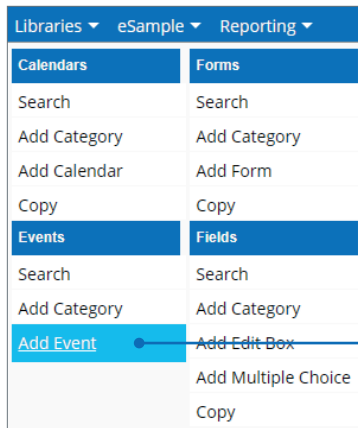 Libraries eSample Reporting
Calendars Forms
Search Search
Add Category Add Category
Add Calendar Add Form
Copy Copy
Events Fields
Search Search
Add Category Add Category
Add Event Add Edit Box
Add Multiple Choice
Copy